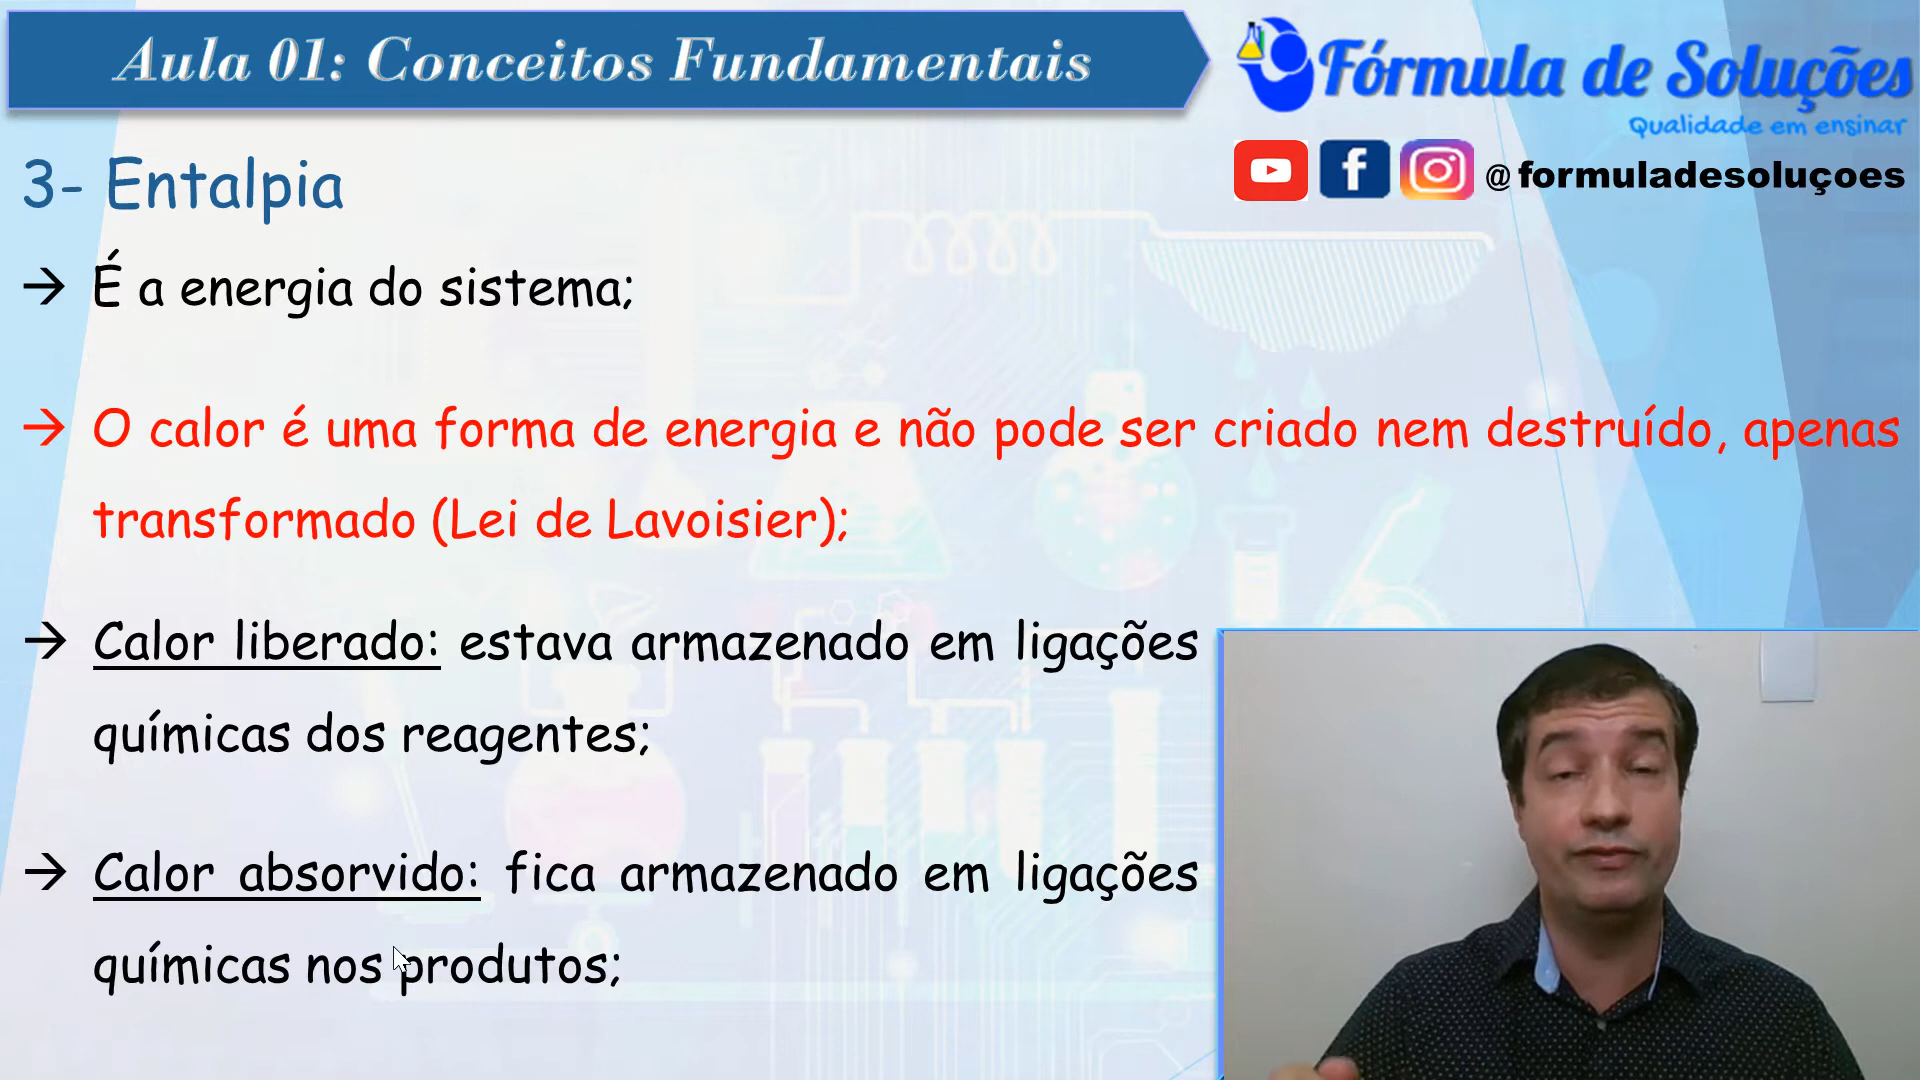 Aula 01: Conceitos Fundamentais
Fórmula de Soluções
Qualidade em ensinar
@formuladesoluçoes
3- Entalpia
→ É a energia do sistema;
→ O calor é uma forma de energia e não pode ser criado nem destruído, apenas
transformado (Lei de Lavoisier);
→ Calor liberado: estava armazenado em ligações
químicas dos reagentes;
→ Calor absorvido: fica armazenado em ligações
químicas nos produtos;